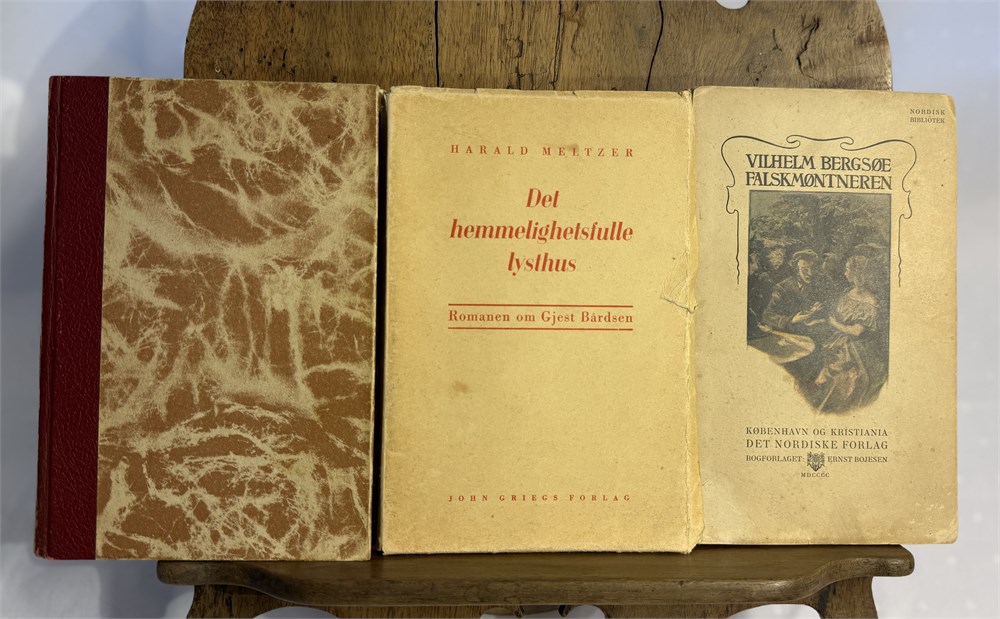 HARALD MELTZER
Det
hemmelighetsfulle
lysthus
Romanen om Gjest Bårdsen
JOHN GRIEGS FORLAG
NORDISK
BIBLIOTEK
VILHELM BERGSØE
FALSKMØNTNEREN
KØBENHAVN OG KRISTIANIA
DET NORDISKE FORLAG
BOGFORLAGET ERNST BOJESEN
MDCCCC